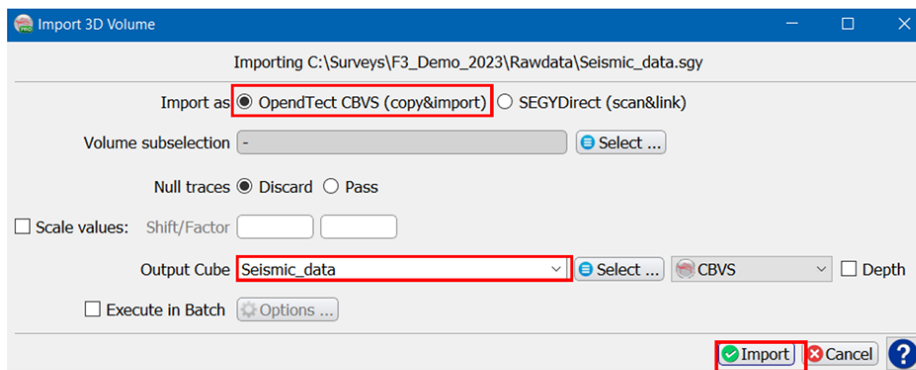 Import 3D Volume
Importing C:\Surveys\F3_Demo_2023\Rawdata\Seismic_data.sgy
Import as OpendTect CBVS (copy&import) SEGYDirect (scan&link)
Volume subselection - Select ...
Null traces Discard Pass
Scale values: Shift/Factor
Output Cube Seismic_data Select ... CBVS Depth
Execute in Batch Options ...
Import Cancel ?